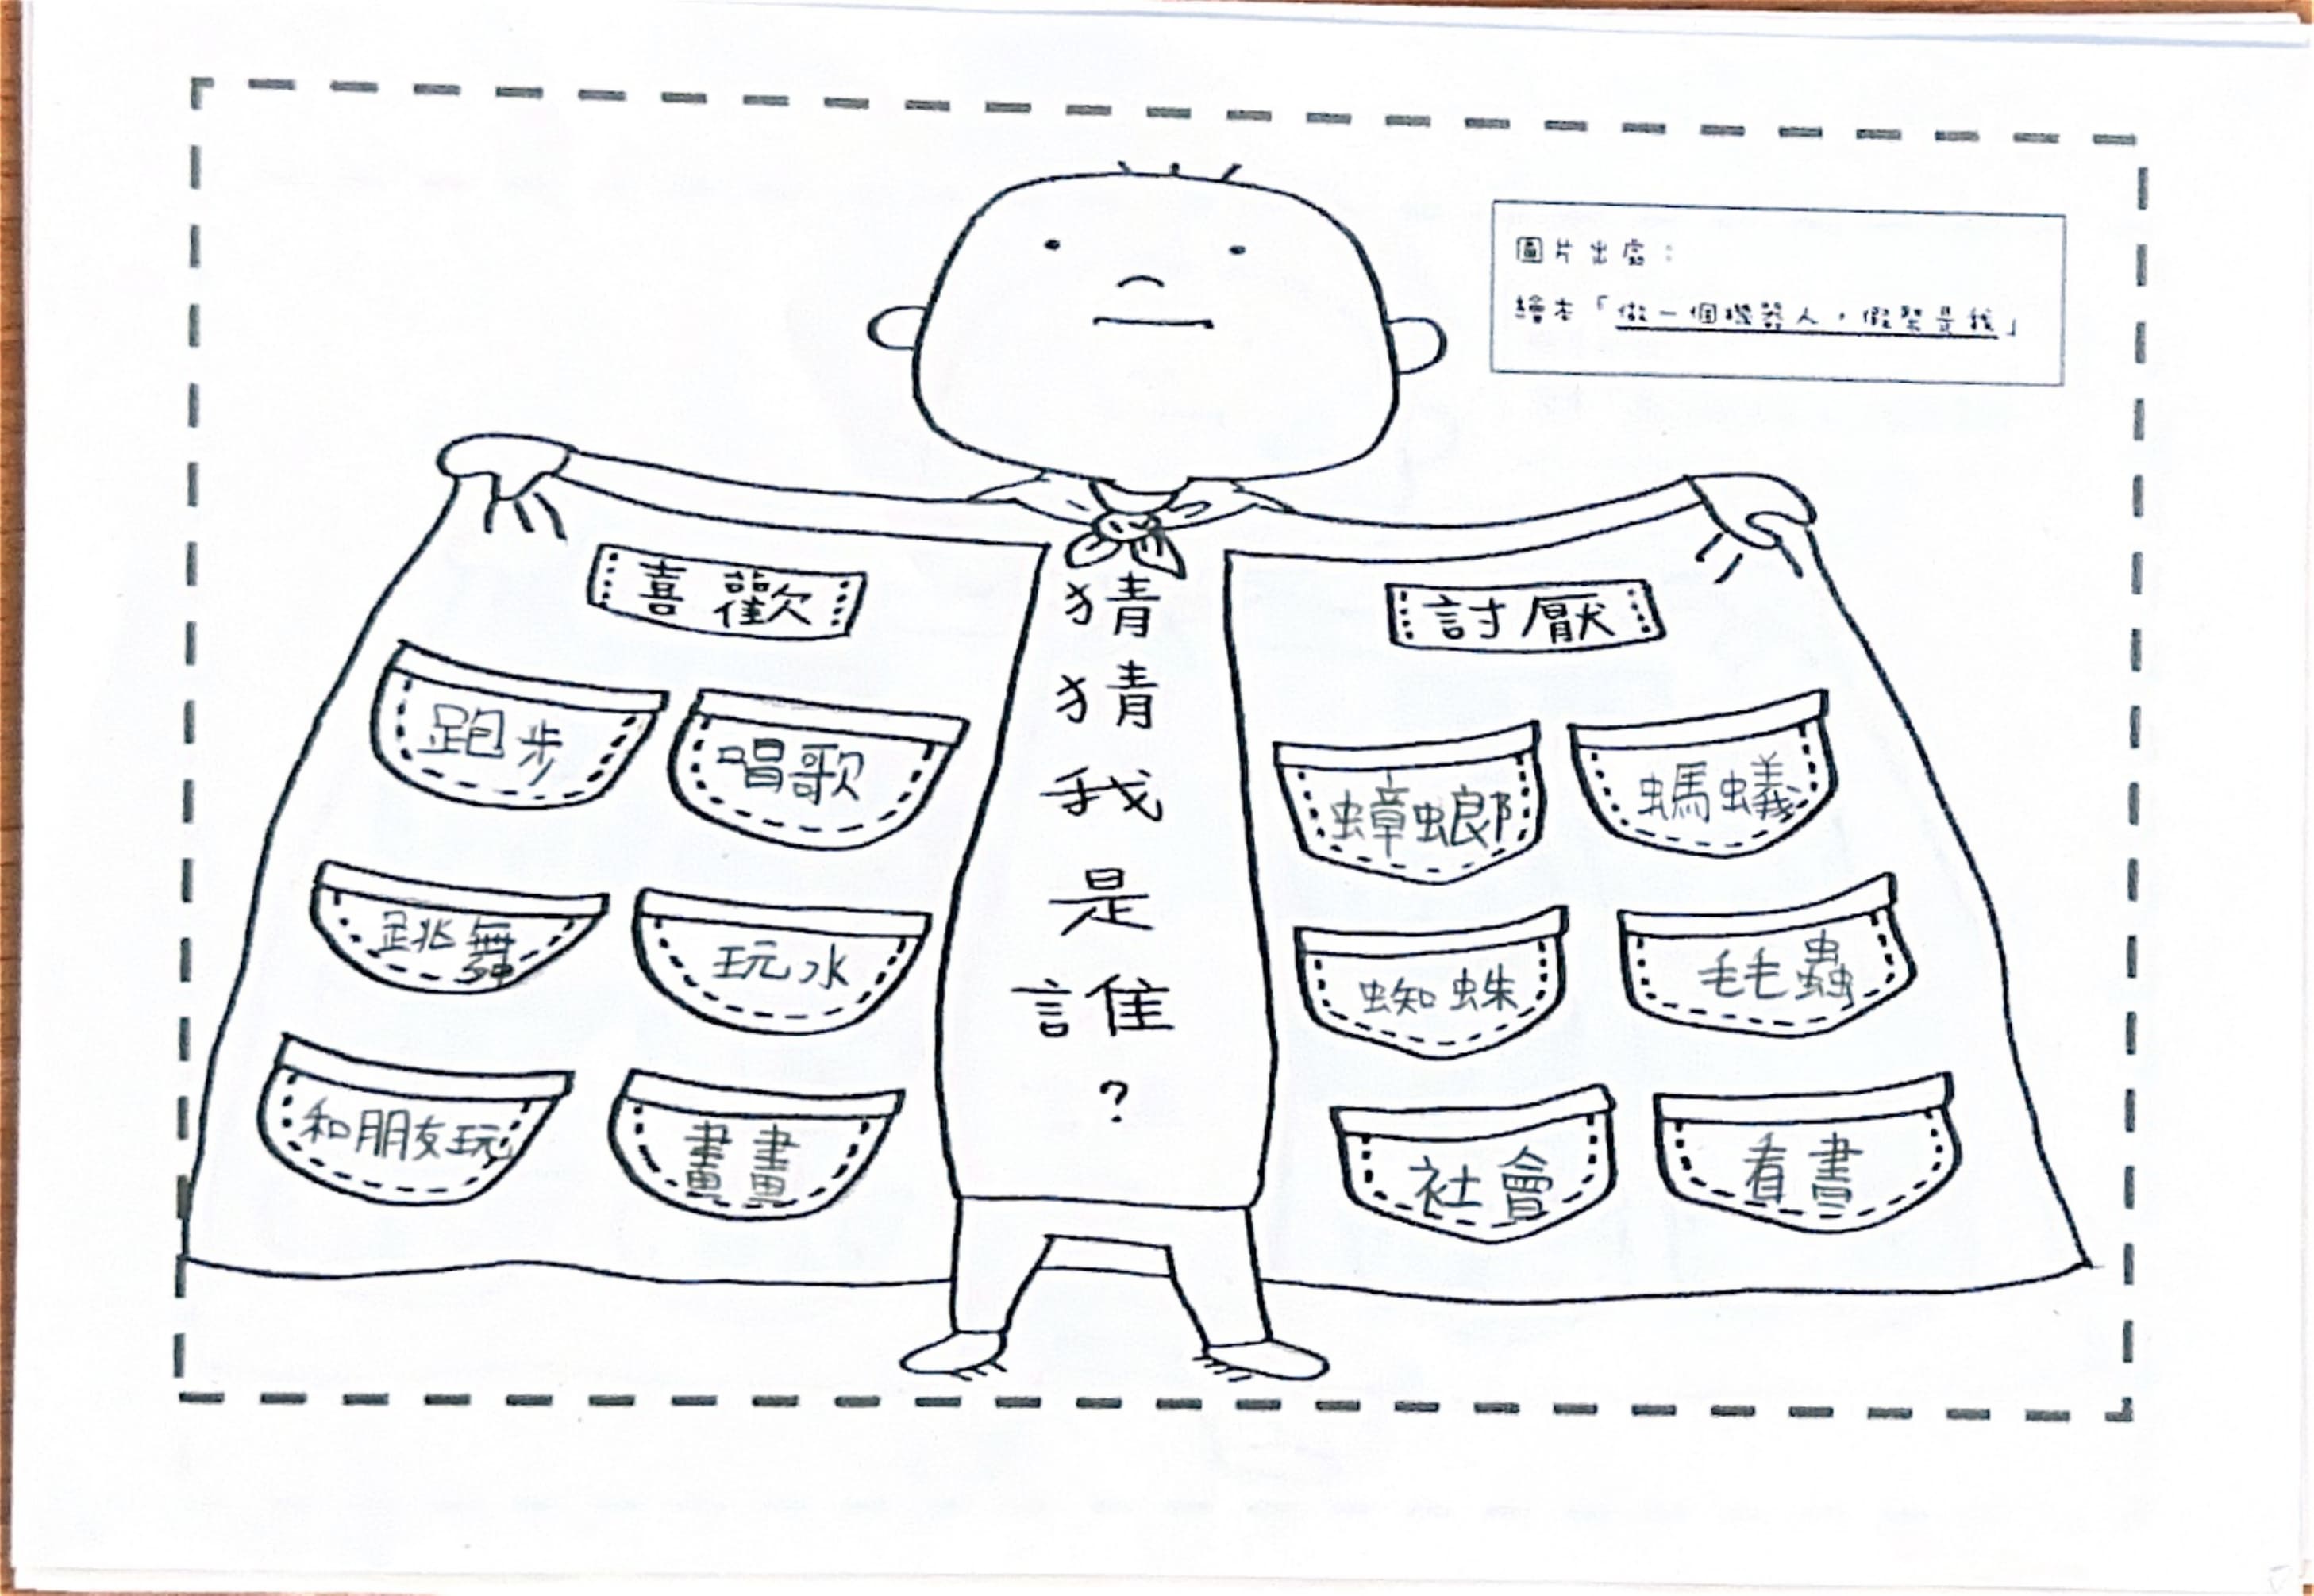 圖片出處：
繪本「做一個機器人，假裝是我」
猜猜我是誰？
喜歡
跑步
唱歌
跳舞
玩水
和朋友玩
畫畫
討厭
蟑螂
螞蟻
蜘蛛
毛毛蟲
社會
看書